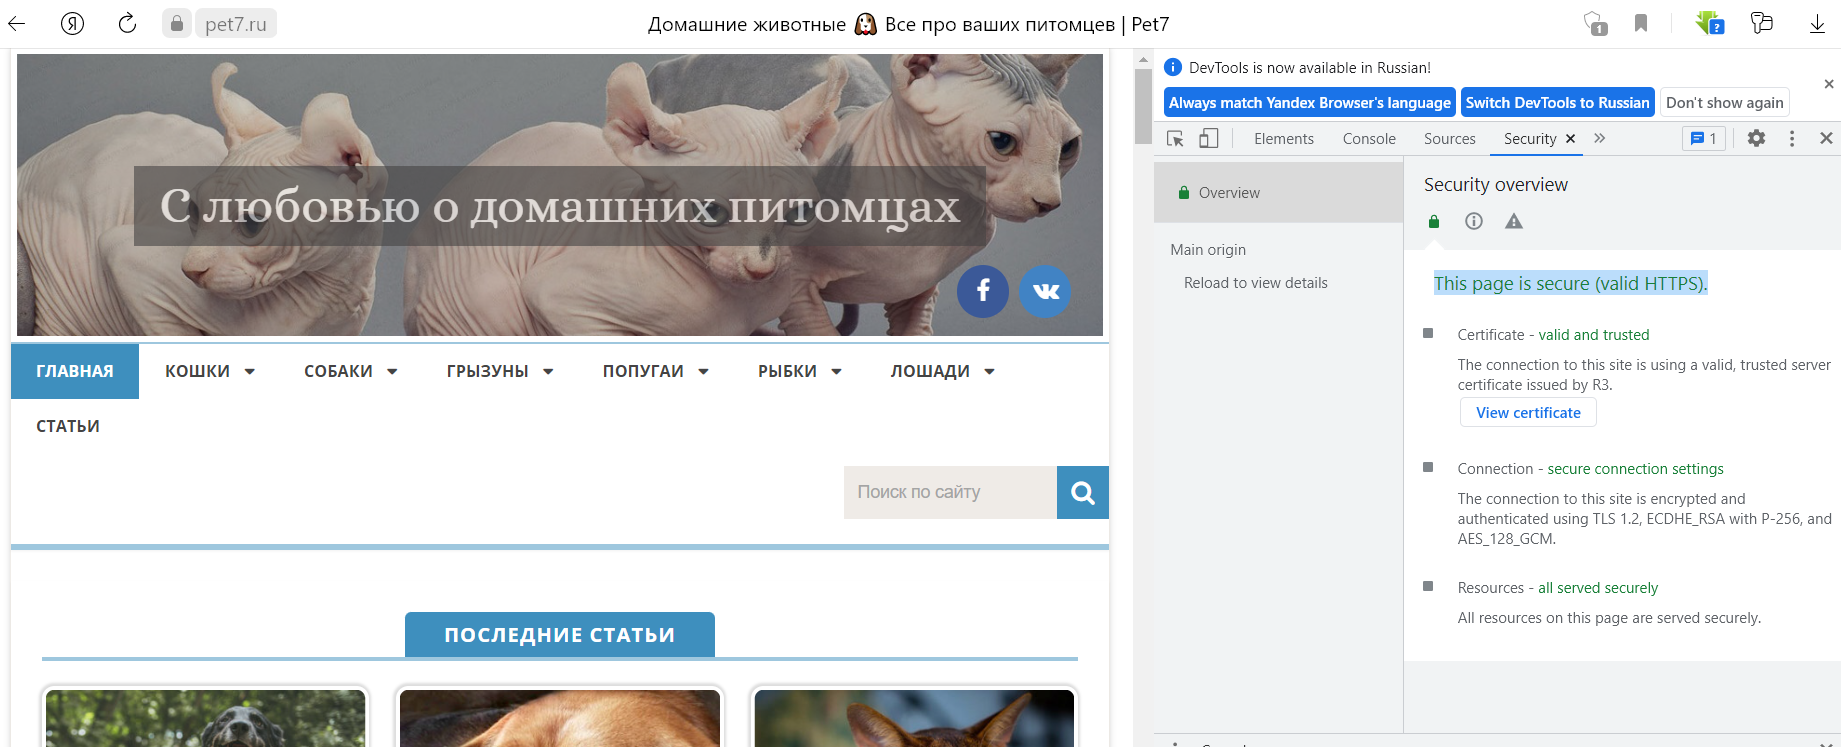 Я
pet7.ru
Домашние животные Все про ваших питомцев | Pet7
1
?
С любовью о домашних питомцах
ГЛАВНАЯ
КОШКИ
СОБАКИ
ГРЫЗУНЫ
ПОПУГАИ
РЫБКИ
ЛОШАДИ
СТАТЬИ
Поиск по сайту
ПОСЛЕДНИЕ СТАТЬИ
DevTools is now available in Russian!
Always match Yandex Browser's language
Switch DevTools to Russian
Don't show again
Elements
Console
Sources
Security
1
Overview
Main origin
Reload to view details
Security overview
This page is secure (valid HTTPS).
Certificate - valid and trusted
The connection to this site is using a valid, trusted server
certificate issued by R3.
View certificate
Connection - secure connection settings
The connection to this site is encrypted and
authenticated using TLS 1.2, ECDHE_RSA with P-256, and
AES_128_GCM.
Resources - all served securely
All resources on this page are served securely.